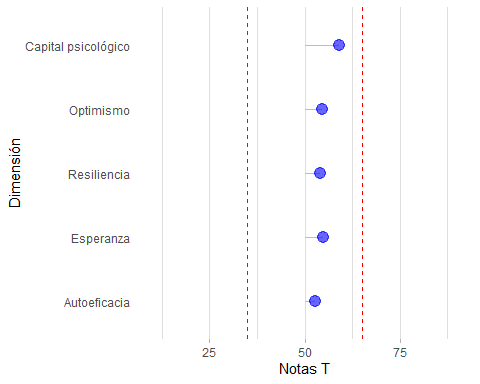 Capital psicológico
Optimismo
Resiliencia
Esperanza
Autoeficacia
Dimensión
25
50
75
Notas T